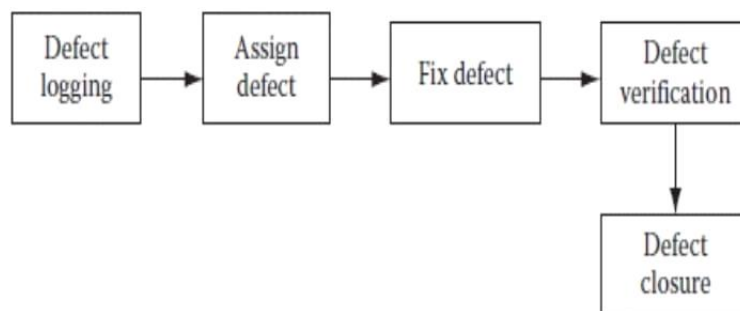 Defect
logging
Assign
defect
Fix defect
Defect
verification
Defect
closure